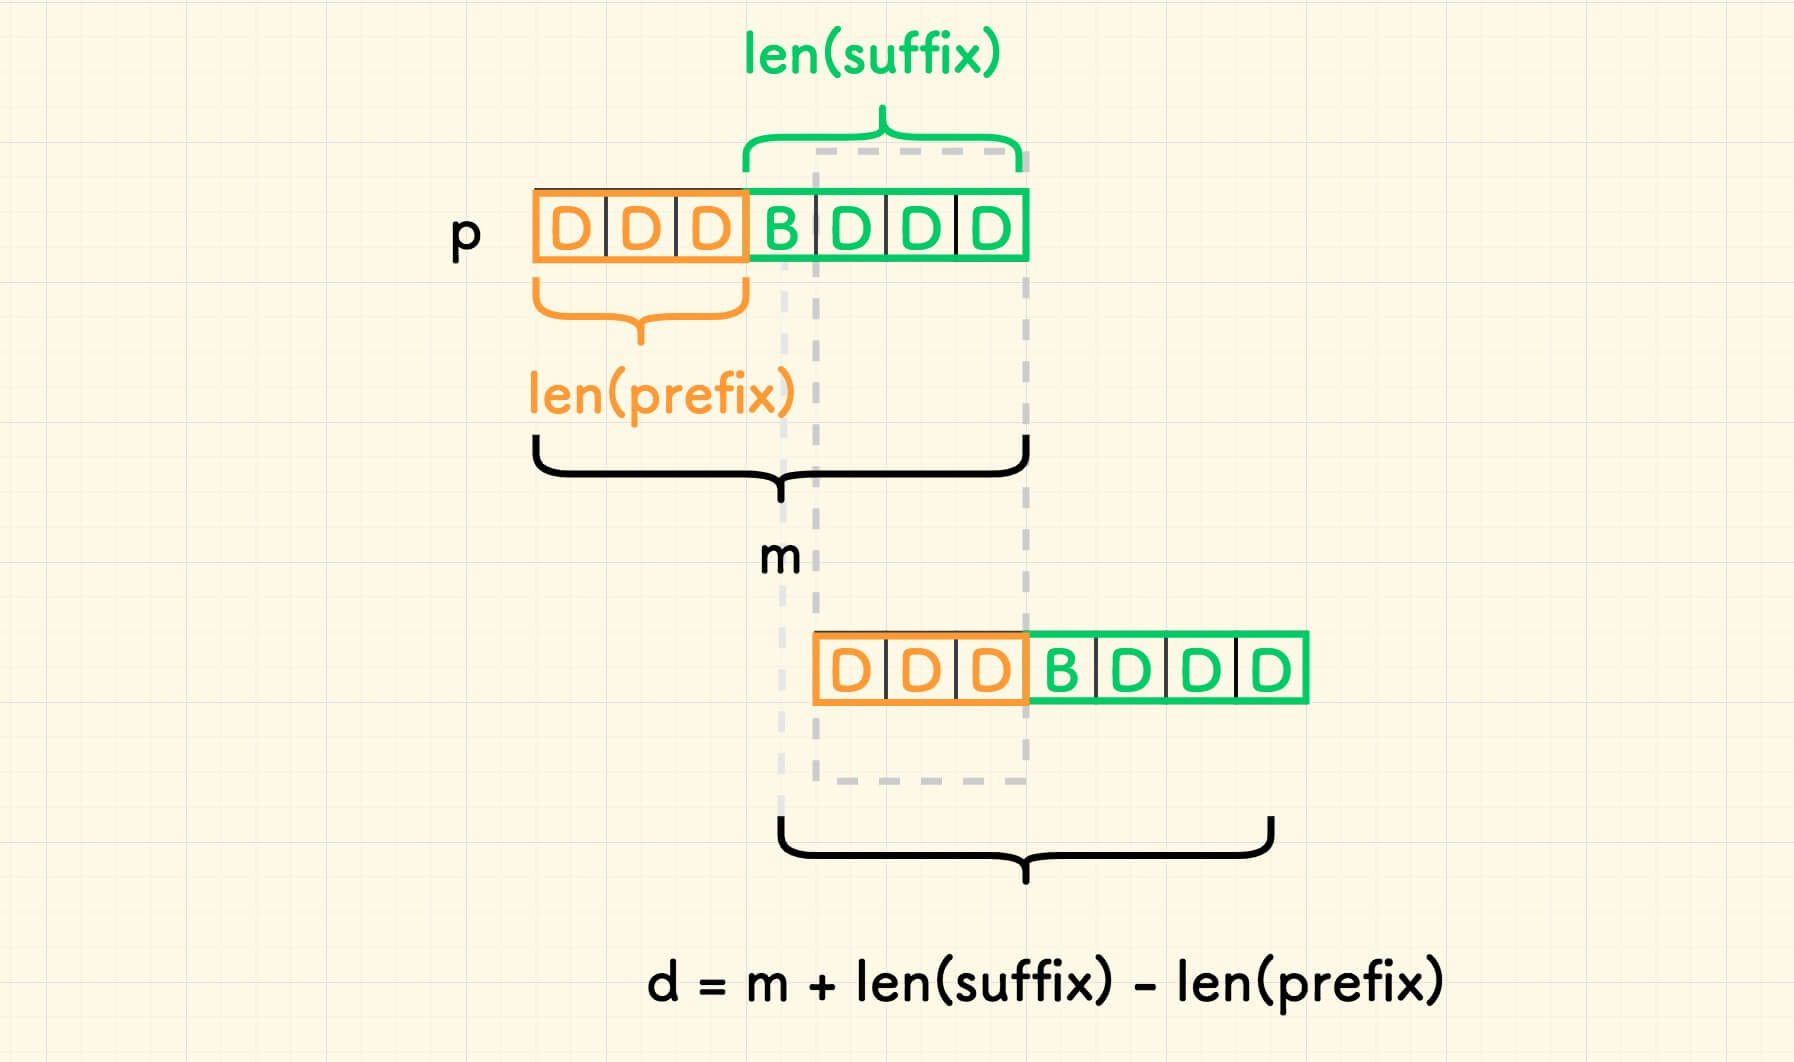 len(suffix)
p D D D B D D D
len(prefix)
m
D D D B D D D
d = m + len(suffix) - len(prefix)